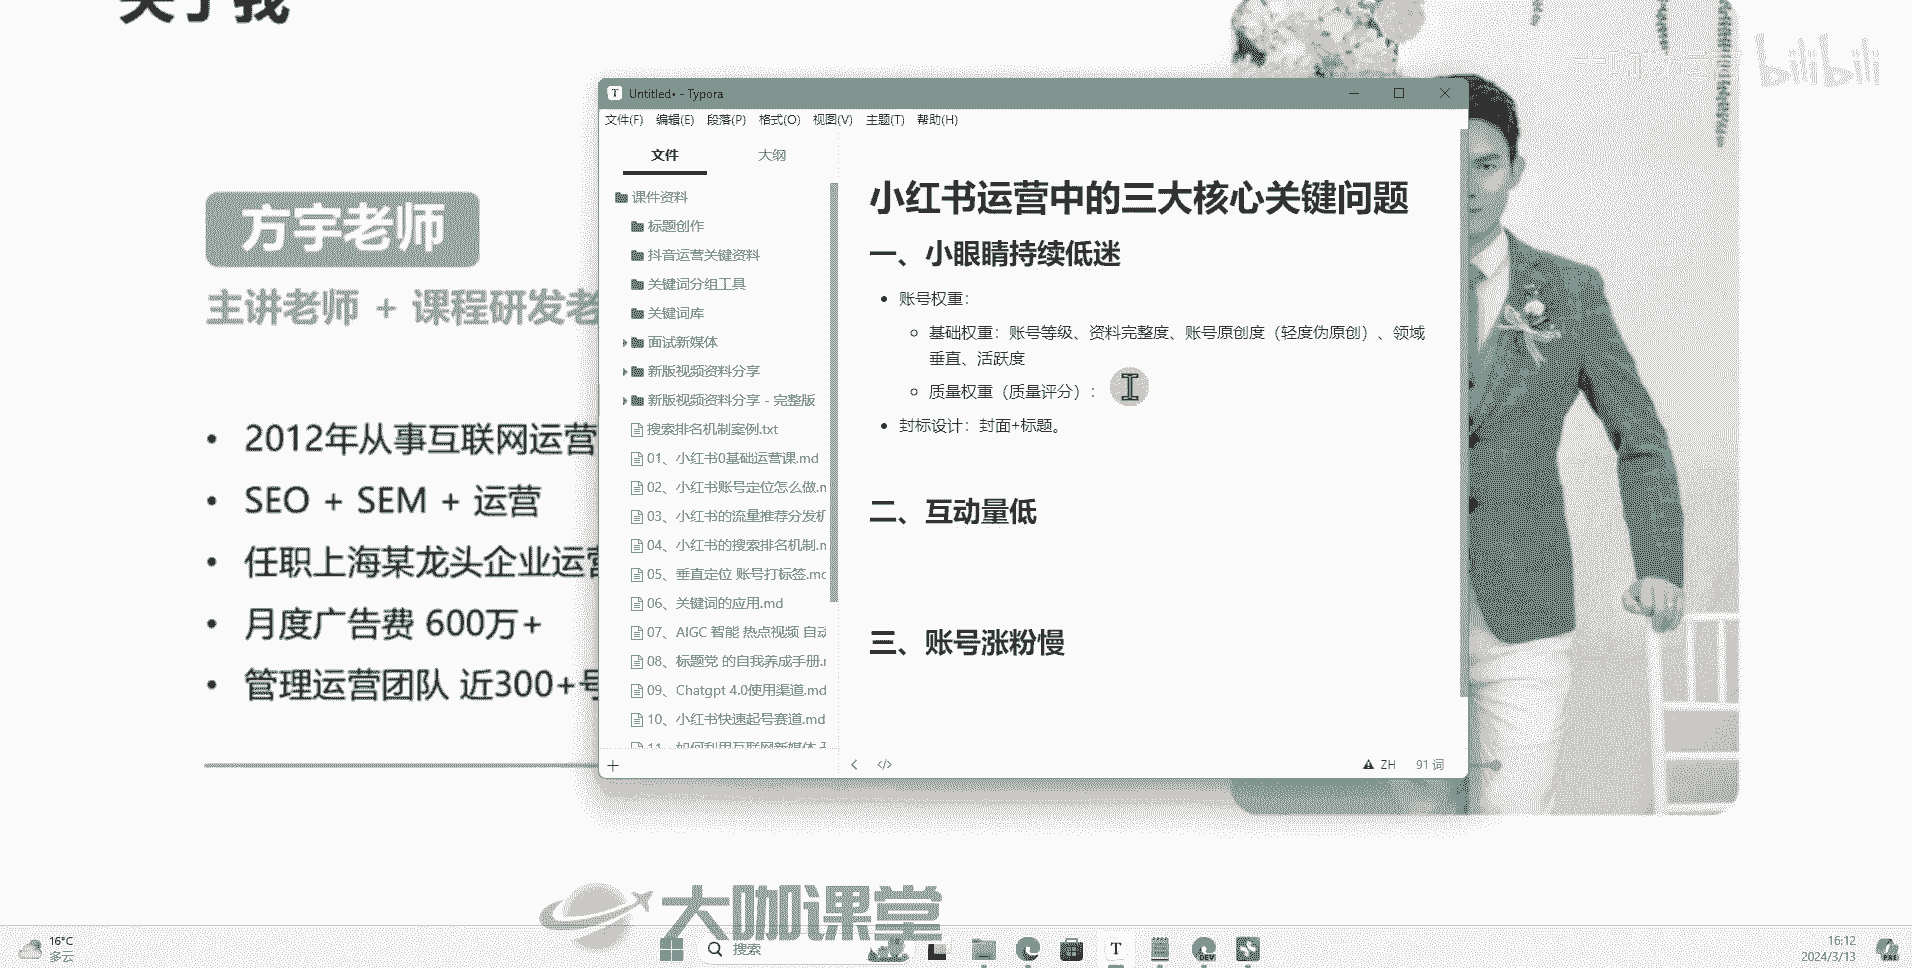 关于我
bilibili
方宇老师
主讲老师 + 课程研发老
2012年从事互联网运营
SEO + SEM + 运营
任职上海某龙头企业运营
月度广告费 600万+
管理运营团队 近300+号
Untitled• - Typora
文件(F) 编辑(E) 段落(P) 格式(O) 视图(V) 主题(T) 帮助(H)
文件 大纲
课件资料
标题创作
抖音运营关键资料
关键词分组工具
关键词库
面试新媒体
新版视频资料分享
新版视频资料分享 - 完整版
搜索排名机制案例.txt
01、小红书0基础运营课.md
02、小红书账号定位怎么做.m
03、小红书的流量推荐分发机
04、小红书的搜索排名机制.m
05、垂直定位 账号打标签.md
06、关键词的应用.md
07、AIGC 智能 热点视频 自动
08、标题党 的自我养成手册.m
09、Chatgpt 4.0使用渠道.md
10、小红书快速起号赛道.md
11、如何利用互联网新媒体
小红书运营中的三大核心关键问题
一、小眼睛持续低迷
账号权重：
基础权重：账号等级、资料完整度、账号原创度（轻度伪原创）、领域
垂直、活跃度
质量权重（质量评分）：
封标设计：封面+标题。
二、互动量低
三、账号涨粉慢
ZH 91 词
大咖课堂
16°C
多云
搜索
DEV
16:12
2024/3/13
PRE